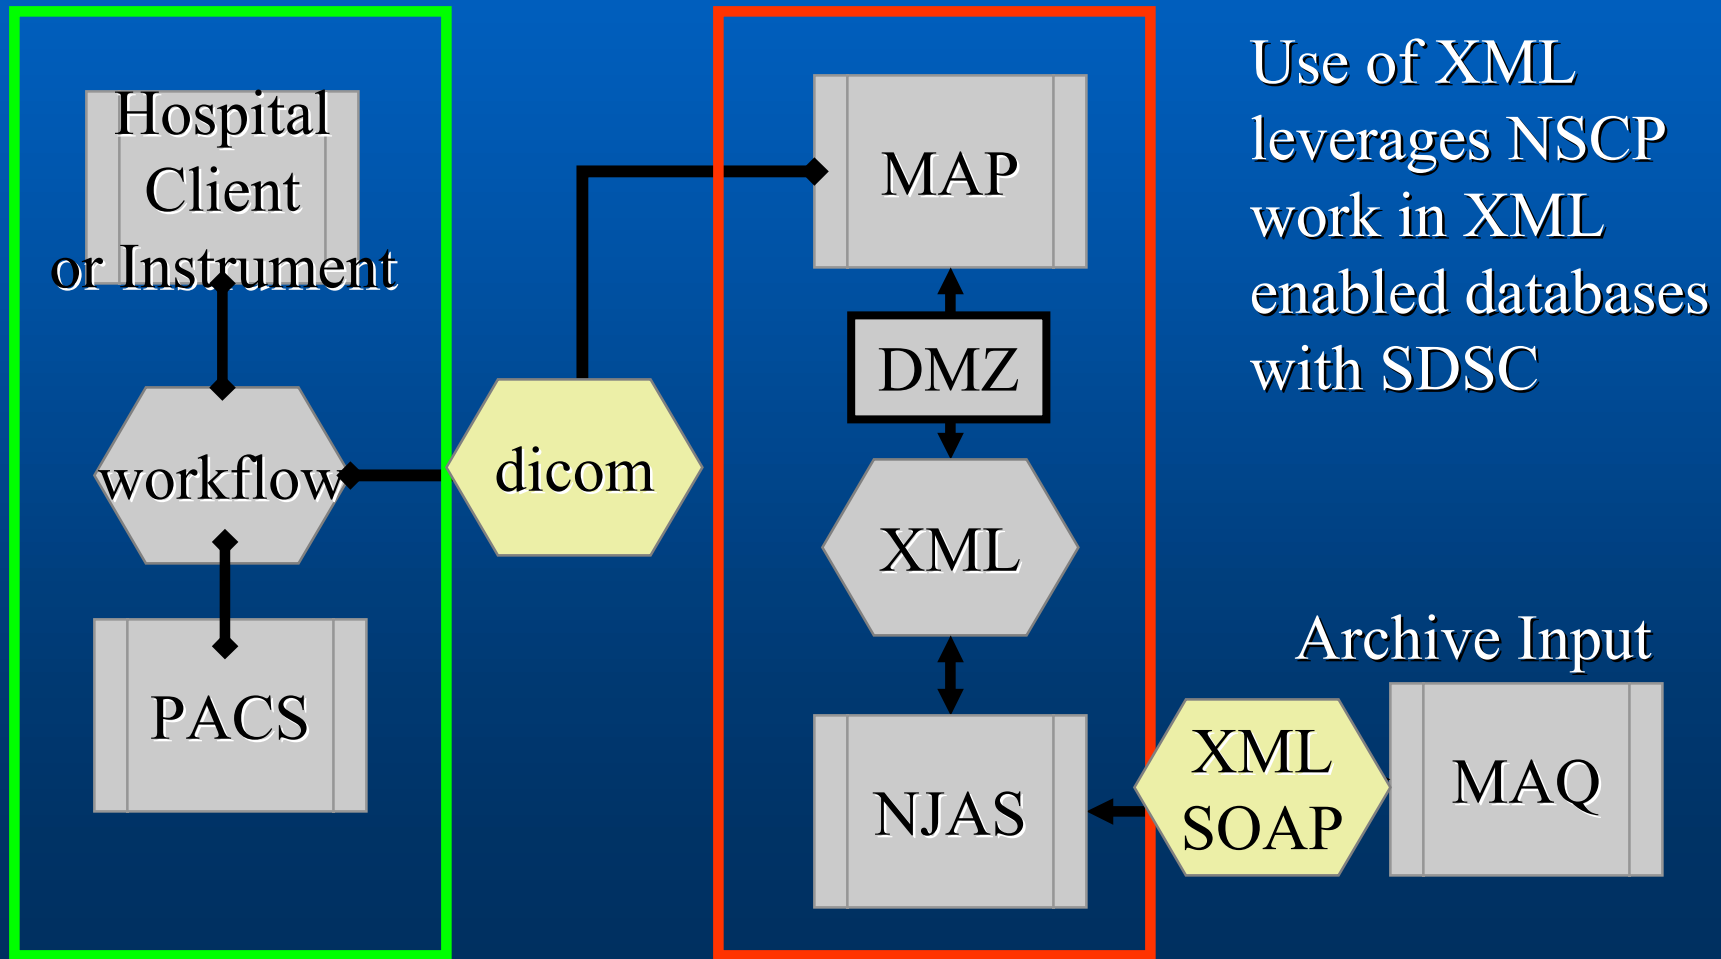 Hospital
Client
or Instrument
workflow
PACS
dicom
MAP
DMZ
XML
NJAS
Use of XML
leverages NSCP
work in XML
enabled databases
with SDSC
Archive Input
XML
SOAP
MAQ